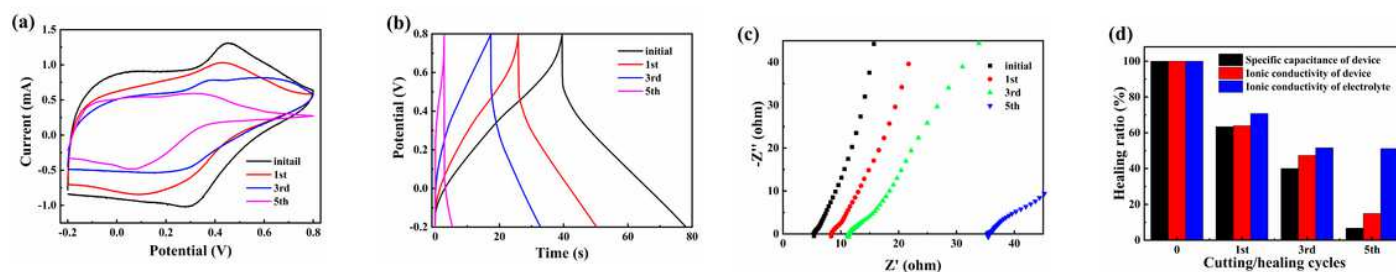 (a)
1.5
1.0
0.5
0.0
-0.5
-1.0
Current (mA)
initail
1st
3rd
5th
-0.2 0.0 0.2 0.4 0.6 0.8
Potential (V)
(b)
0.8
0.6
0.4
0.2
0.0
-0.2
Potential (V)
initial
1st
3rd
5th
0 20 40 60 80
Time (s)
(c)
40
30
20
10
0
-Z'' (ohm)
initial
1st
3rd
5th
0 10 20 30 40
Z' (ohm)
(d)
120
100
80
60
40
20
0
Healing ratio (%)
Specific capacitance of device
Ionic conductivity of device
Ionic conductivity of electrolyte
0 1st 3rd 5th
Cutting/healing cycles